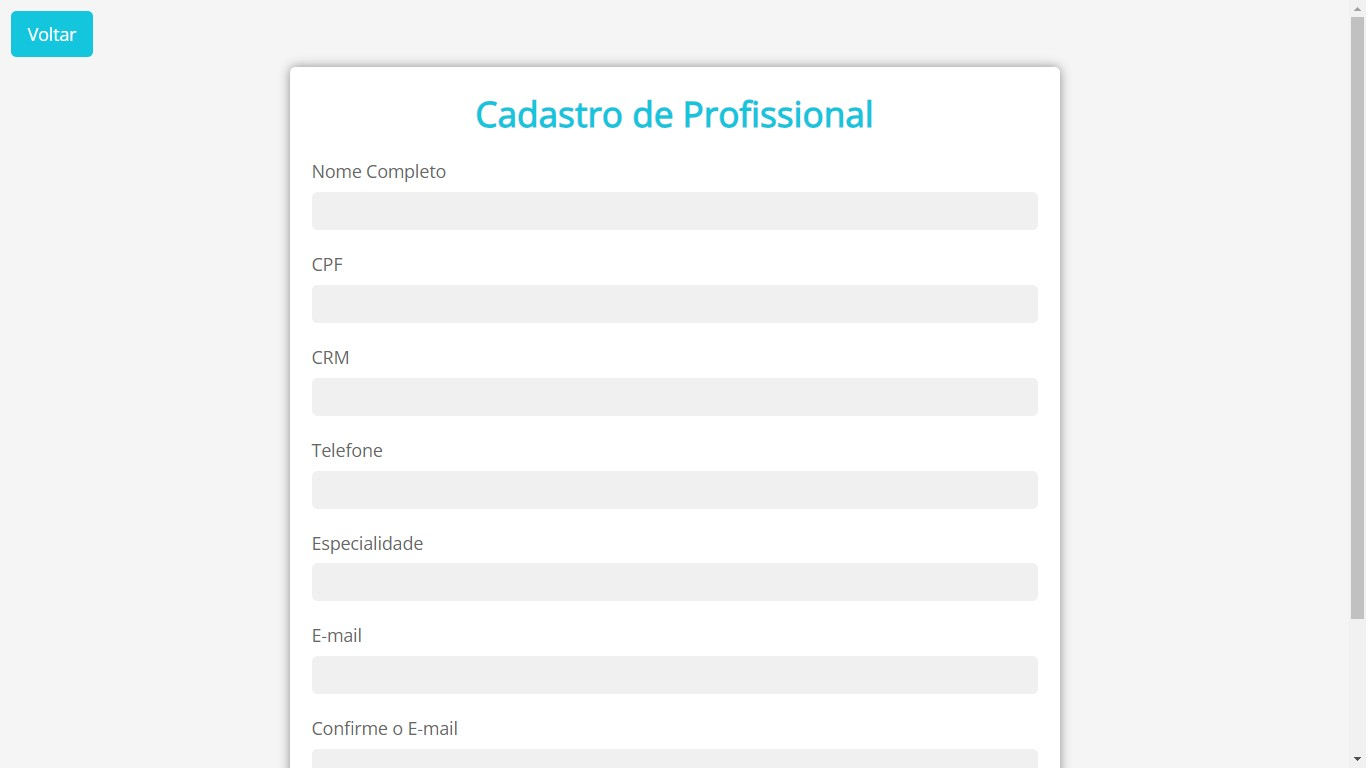 Voltar
Cadastro de Profissional
Nome Completo
CPF
CRM
Telefone
Especialidade
E-mail
Confirme o E-mail